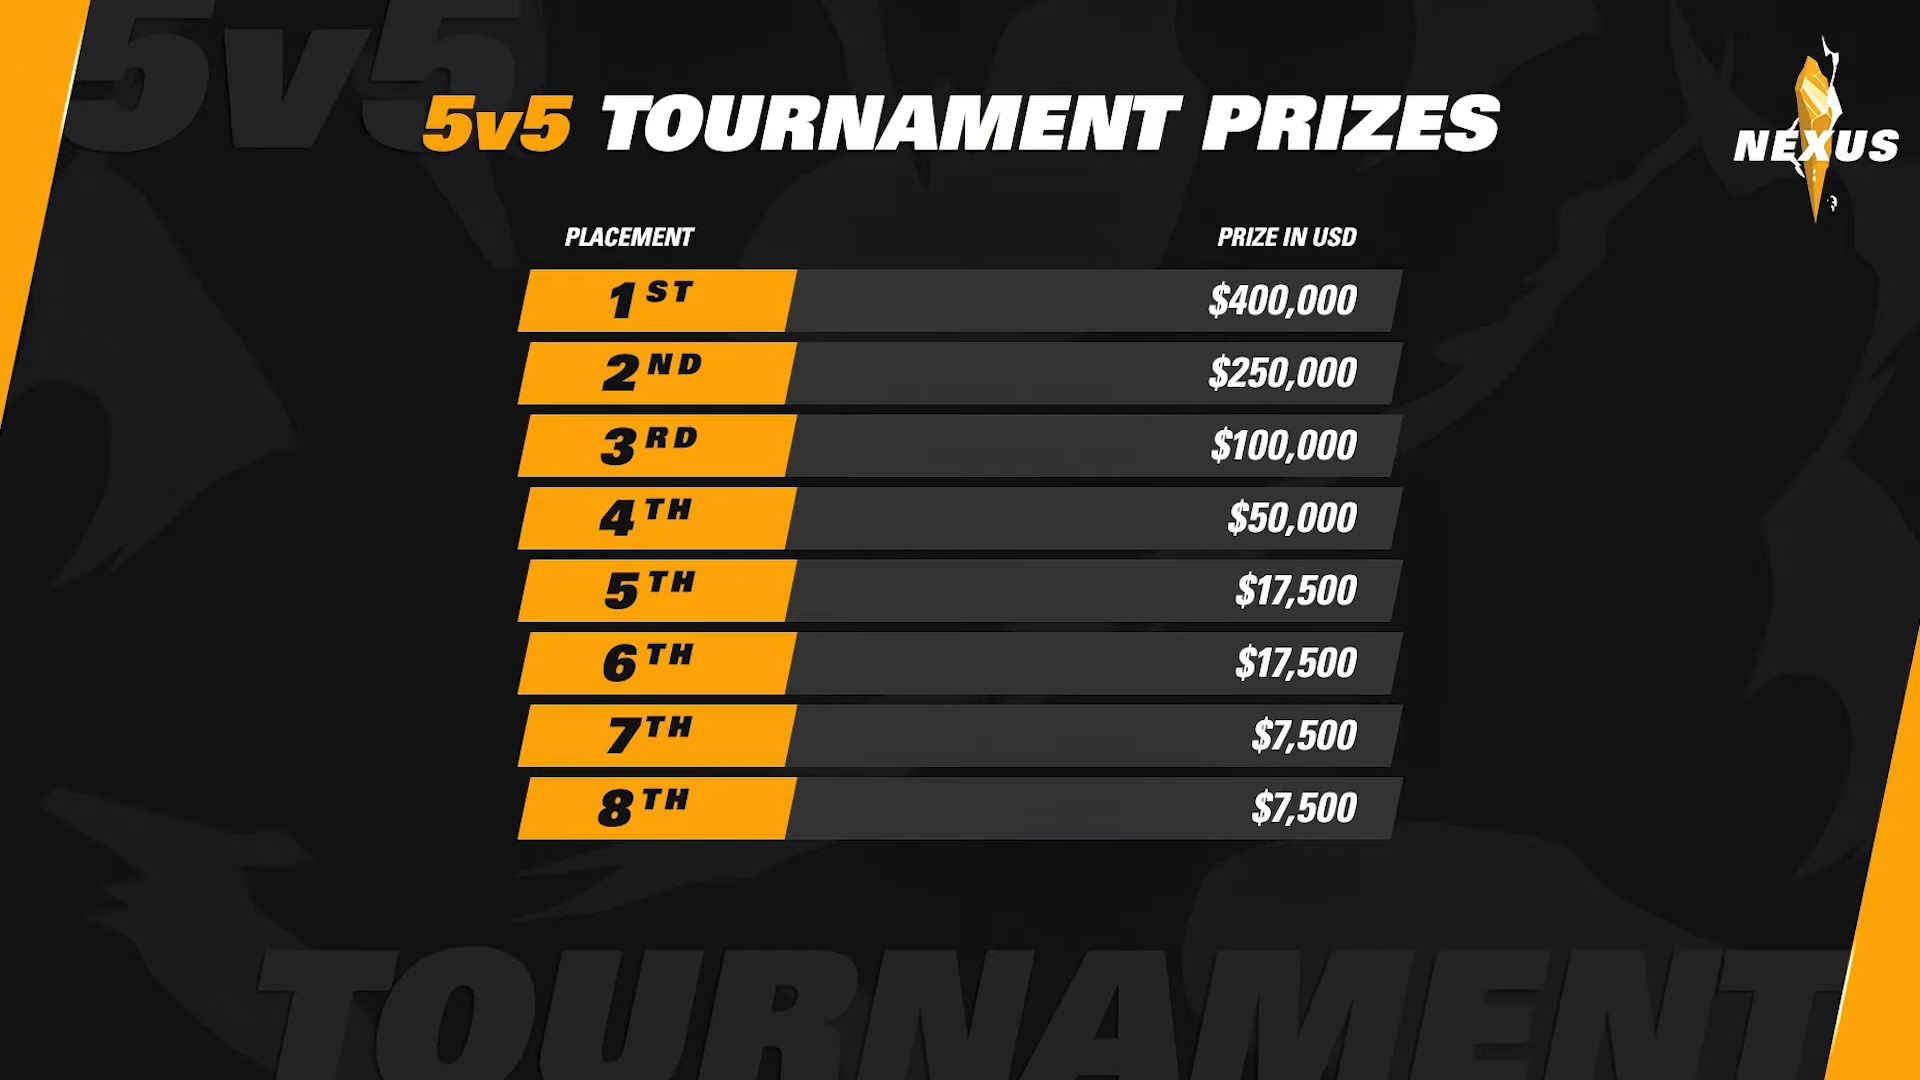 5v5
5v5 TOURNAMENT PRIZES
NEXUS
PLACEMENT PRIZE IN USD
1ST $400,000
2ND $250,000
3RD $100,000
4TH $50,000
5TH $17,500
6TH $17,500
7TH $7,500
8TH $7,500
TOURNAMENT